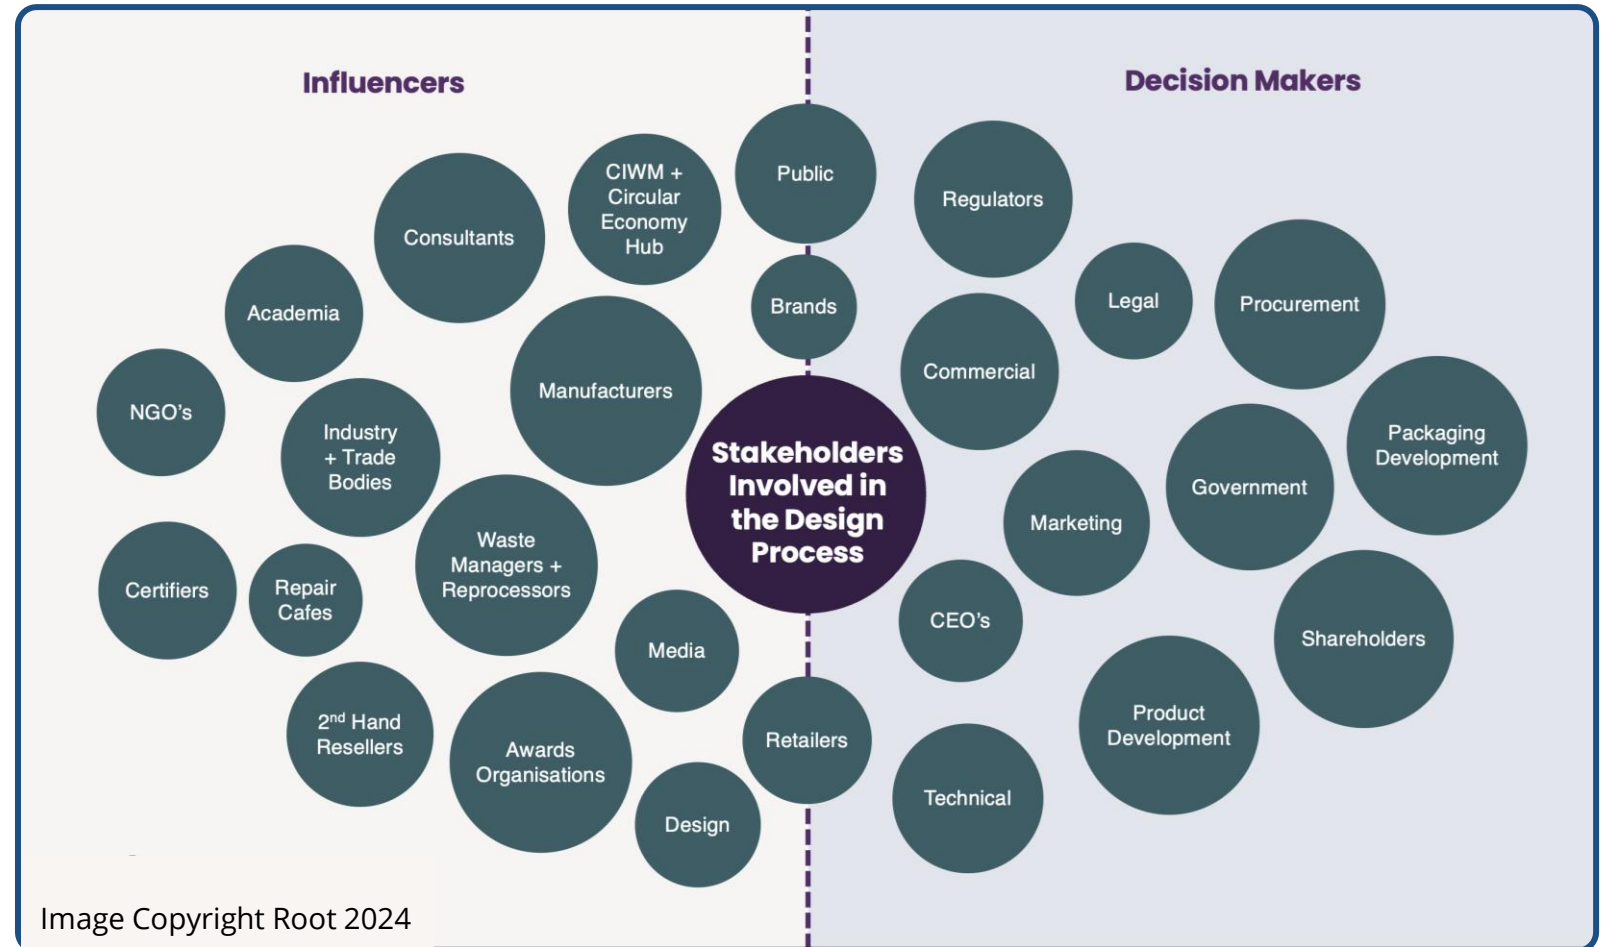 Influencers
Decision Makers
Public
CIWM +
Circular
Economy
Hub
Regulators
Consultants
Legal
Procurement
Brands
Academia
Commercial
Manufacturers
NGO’s
Industry
+ Trade
Bodies
Packaging
Development
Government
Stakeholders
Involved in
the Design
Process
Marketing
Waste
Managers +
Reprocessors
Certifiers
Repair
Cafes
CEO’s
Shareholders
Media
2nd Hand
Resellers
Product
Development
Retailers
Awards
Organisations
Technical
Design
Image Copyright Root 2024